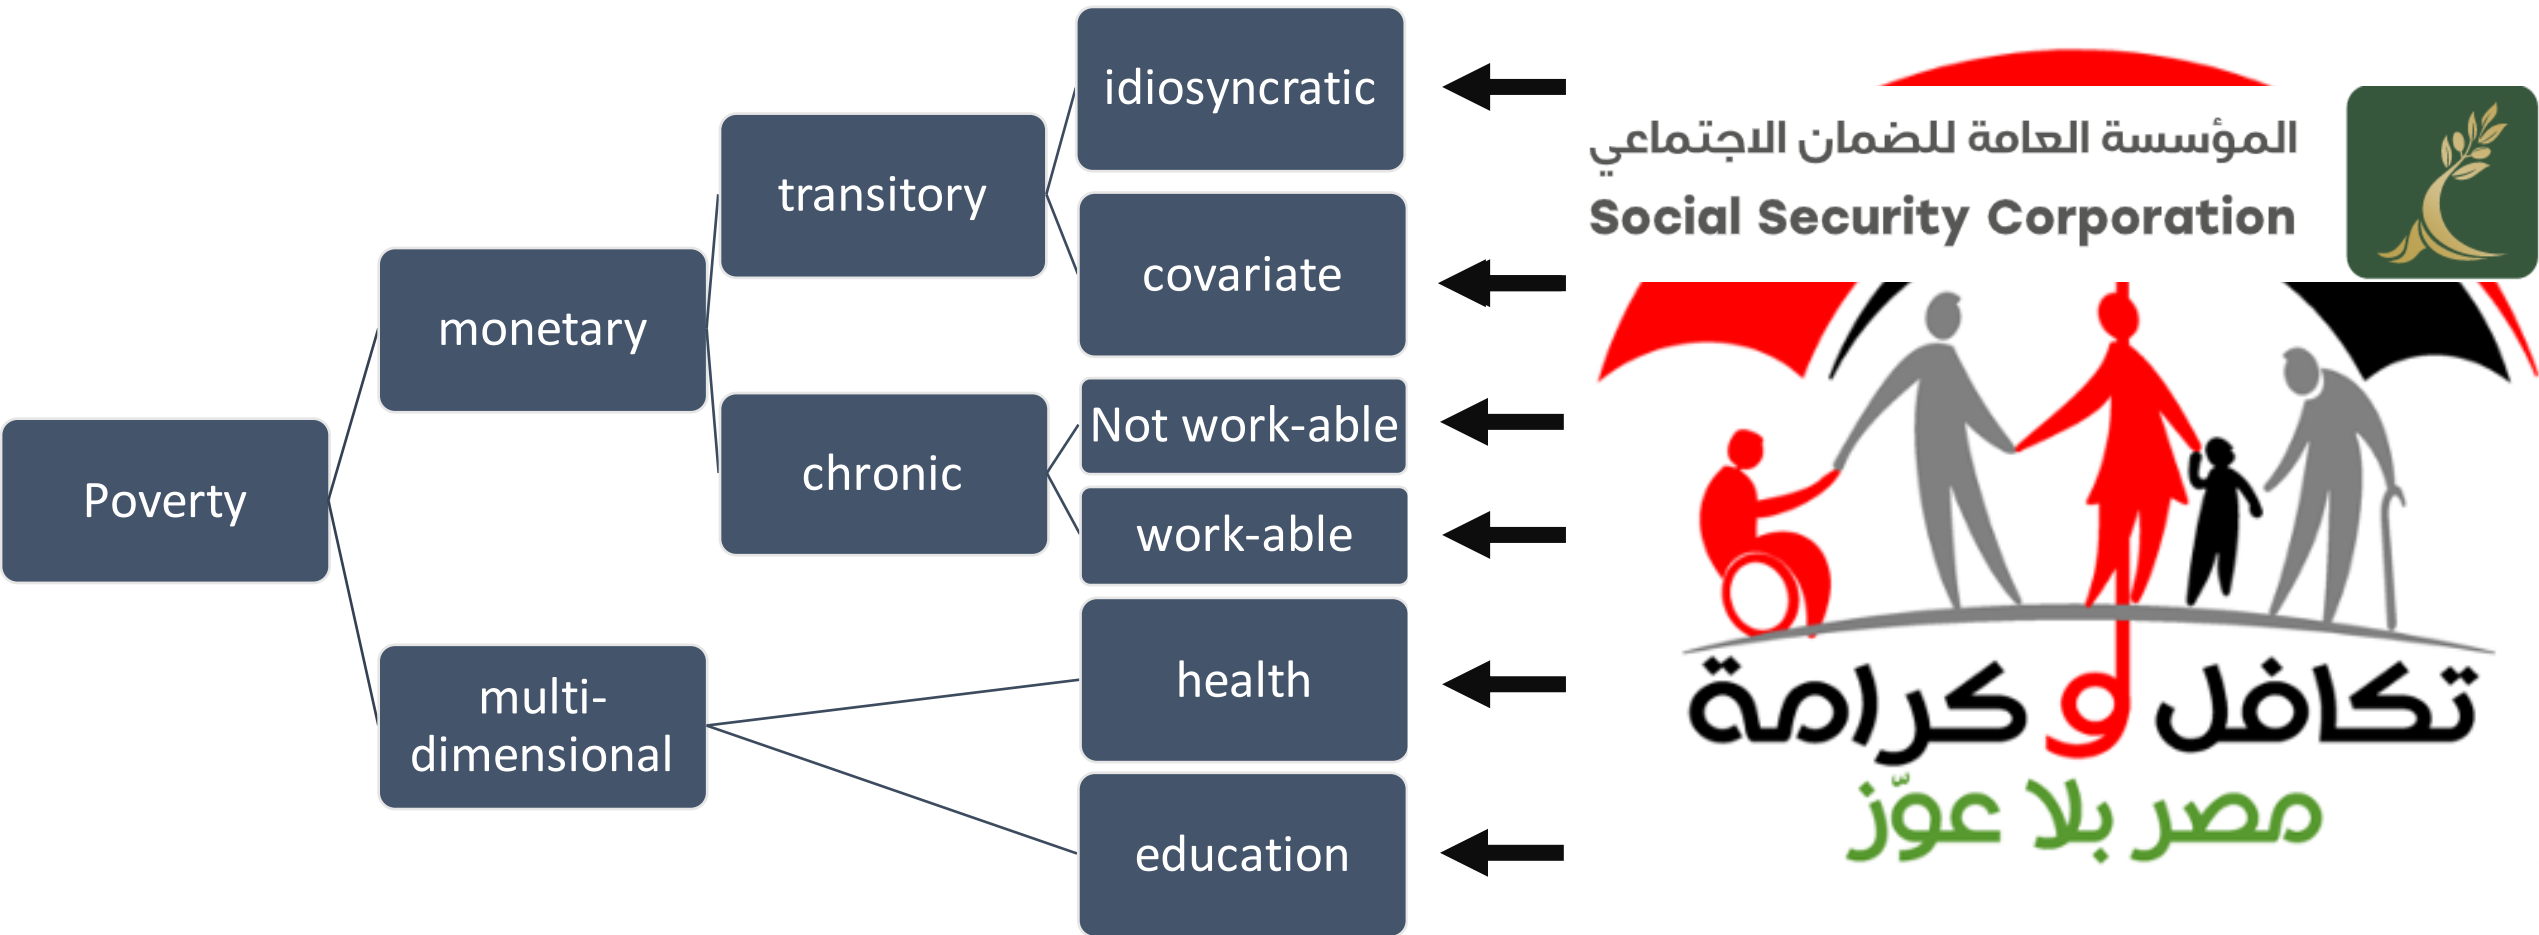 Poverty
monetary
multi-
dimensional
transitory
chronic
idiosyncratic
covariate
Not work-able
work-able
health
education
المؤسسة العامة للضمان الاجتماعي
Social Security Corporation
تكافل و كرامة
مصر بلا عوّز